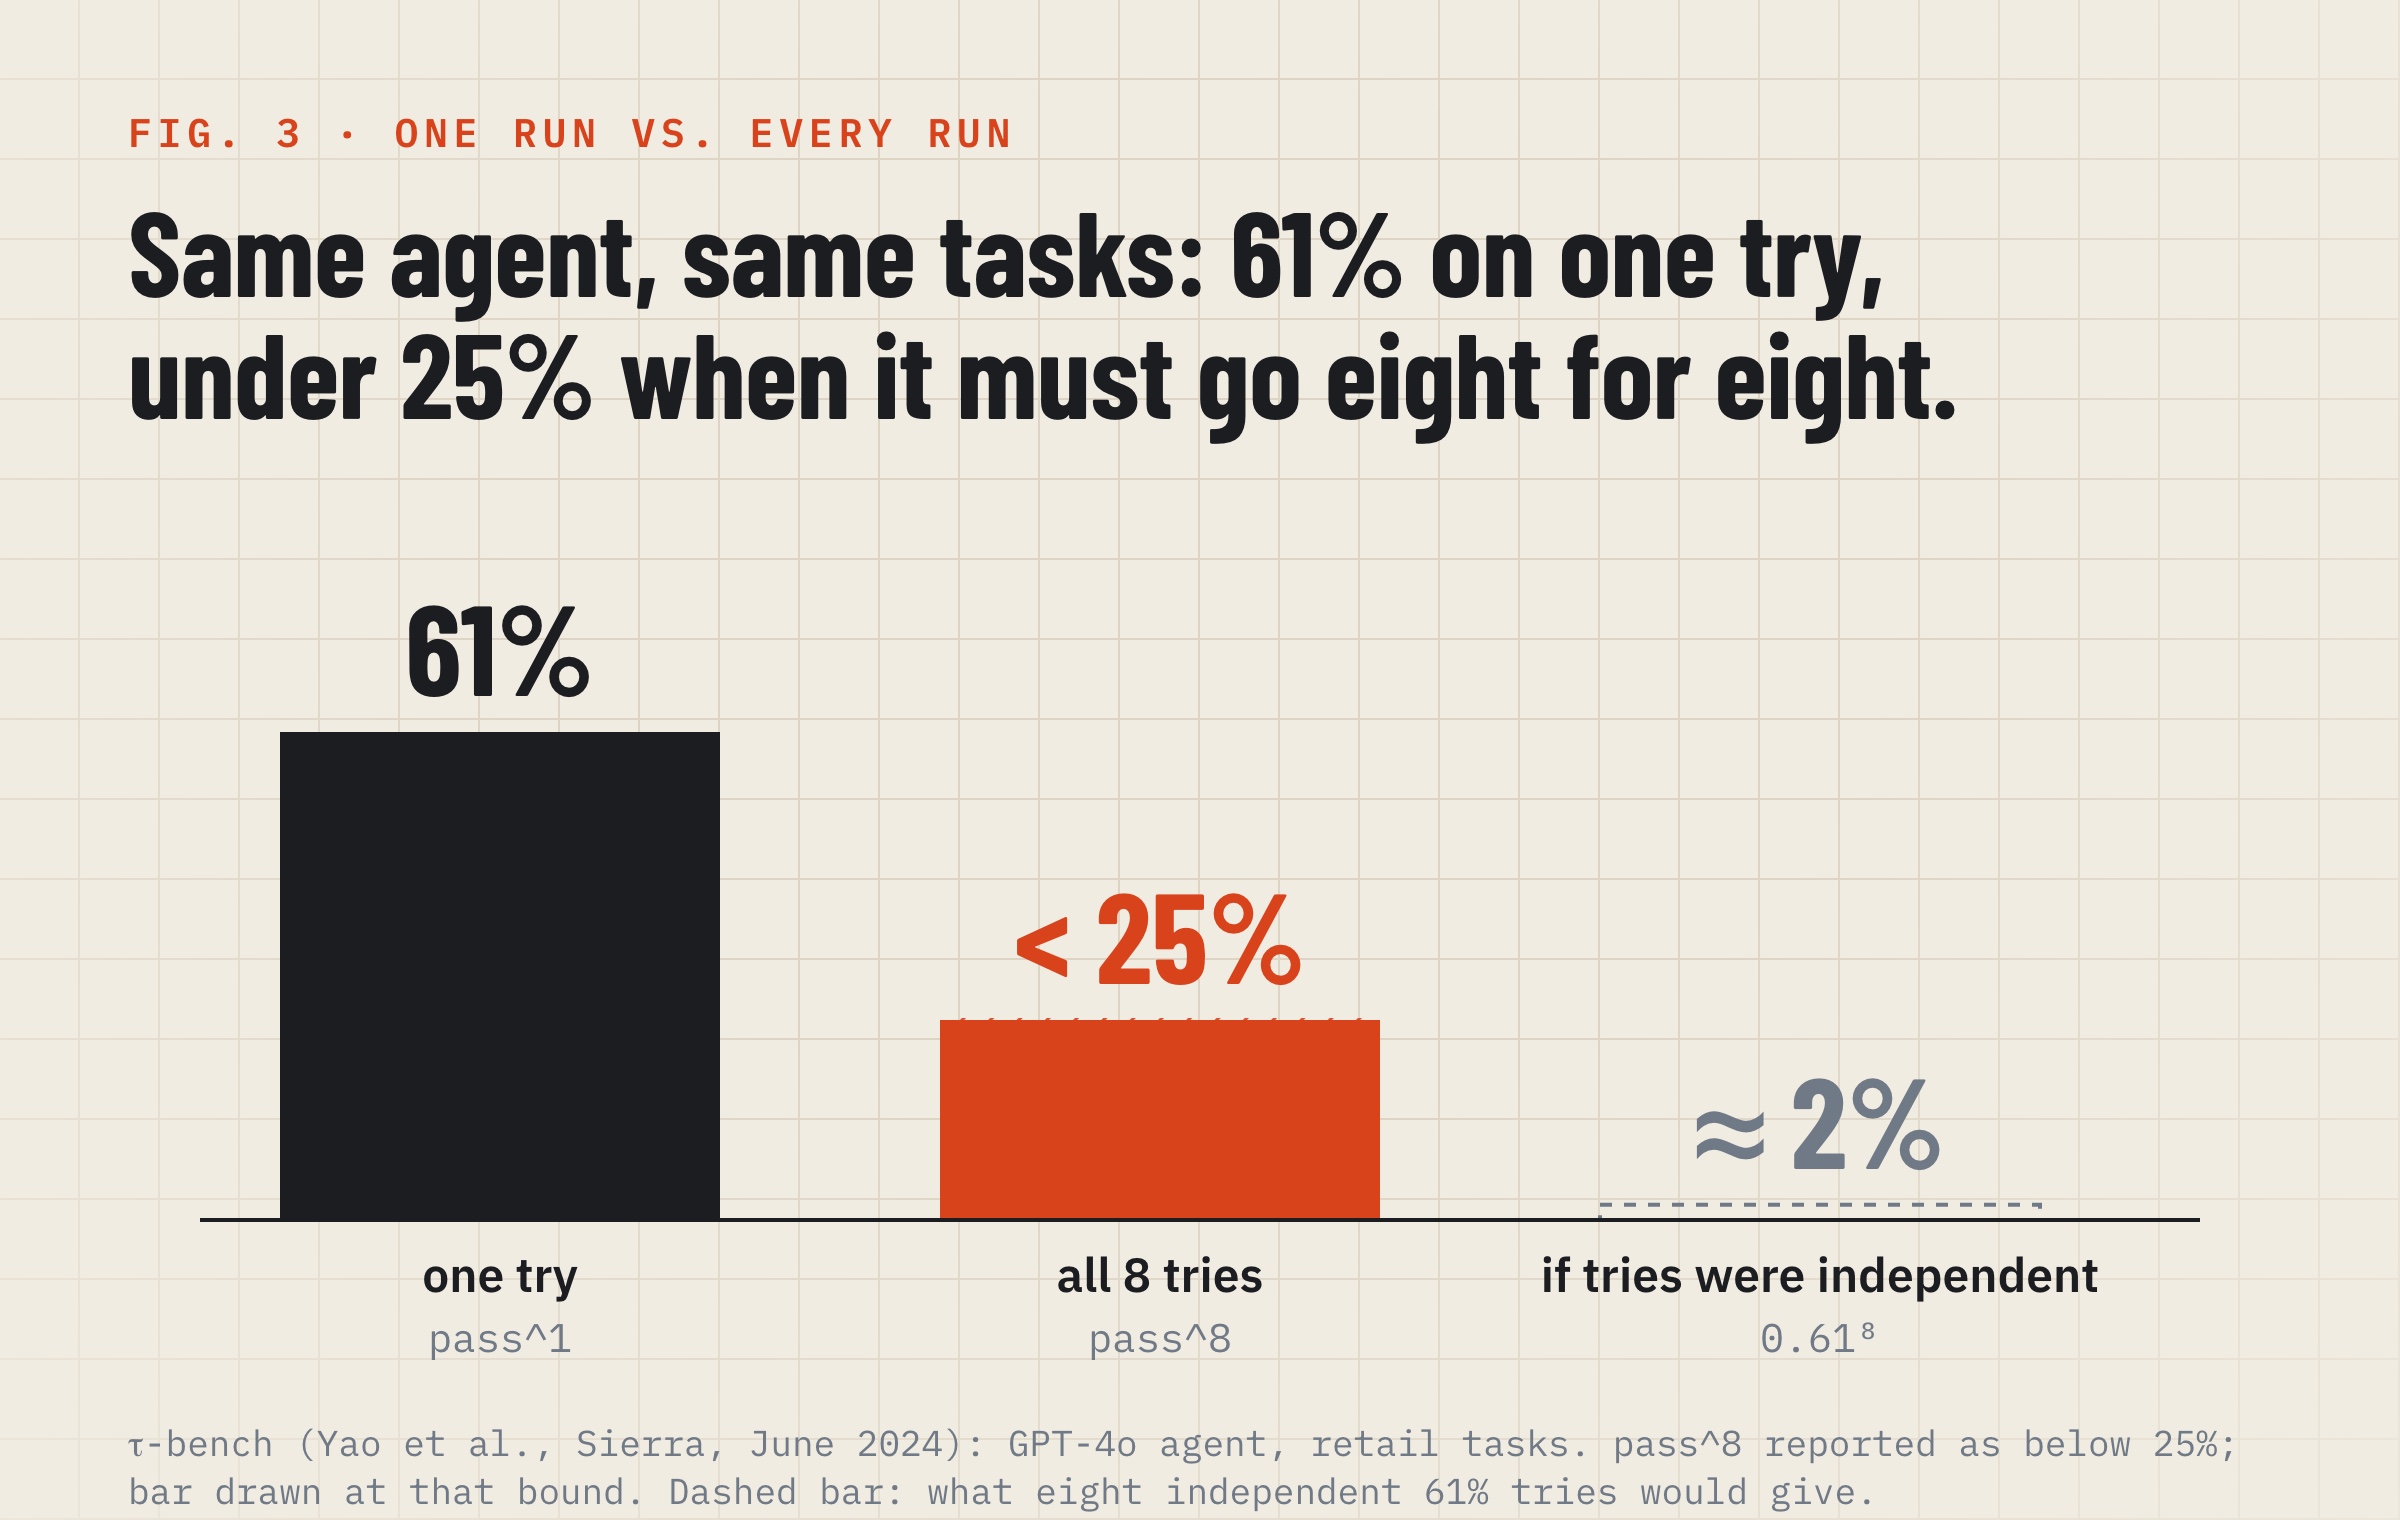 FIG. 3 · ONE RUN VS. EVERY RUN
Same agent, same tasks: 61% on one try,
under 25% when it must go eight for eight.
61%
< 25%
≈ 2%
one try
all 8 tries
if tries were independent
pass^1
pass^8
0.61⁸
τ-bench (Yao et al., Sierra, June 2024): GPT-4o agent, retail tasks. pass^8 reported as below 25%;
bar drawn at that bound. Dashed bar: what eight independent 61% tries would give.